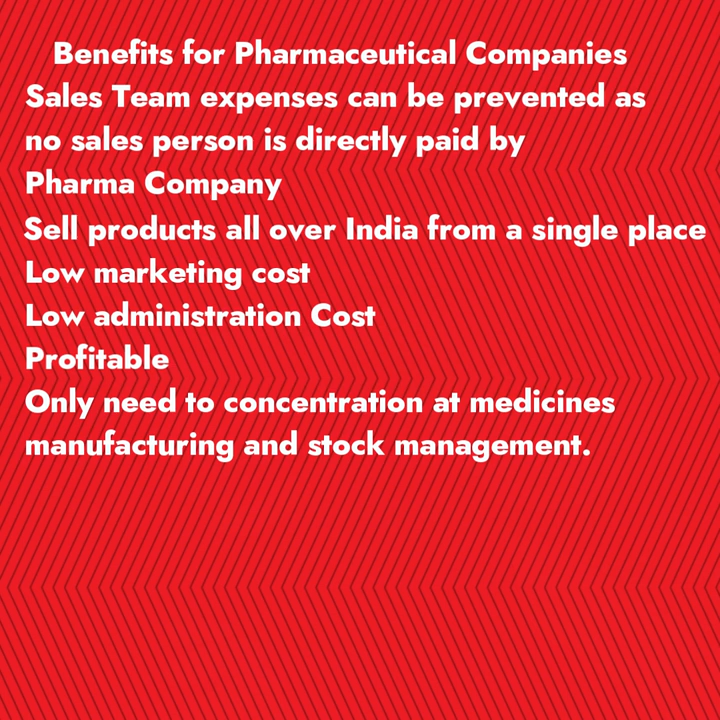 Benefits for Pharmaceutical Companies
Sales Team expenses can be prevented as
no sales person is directly paid by
Pharma Company
Sell products all over India from a single place
Low marketing cost
Low administration Cost
Profitable
Only need to concentration at medicines
manufacturing and stock management.